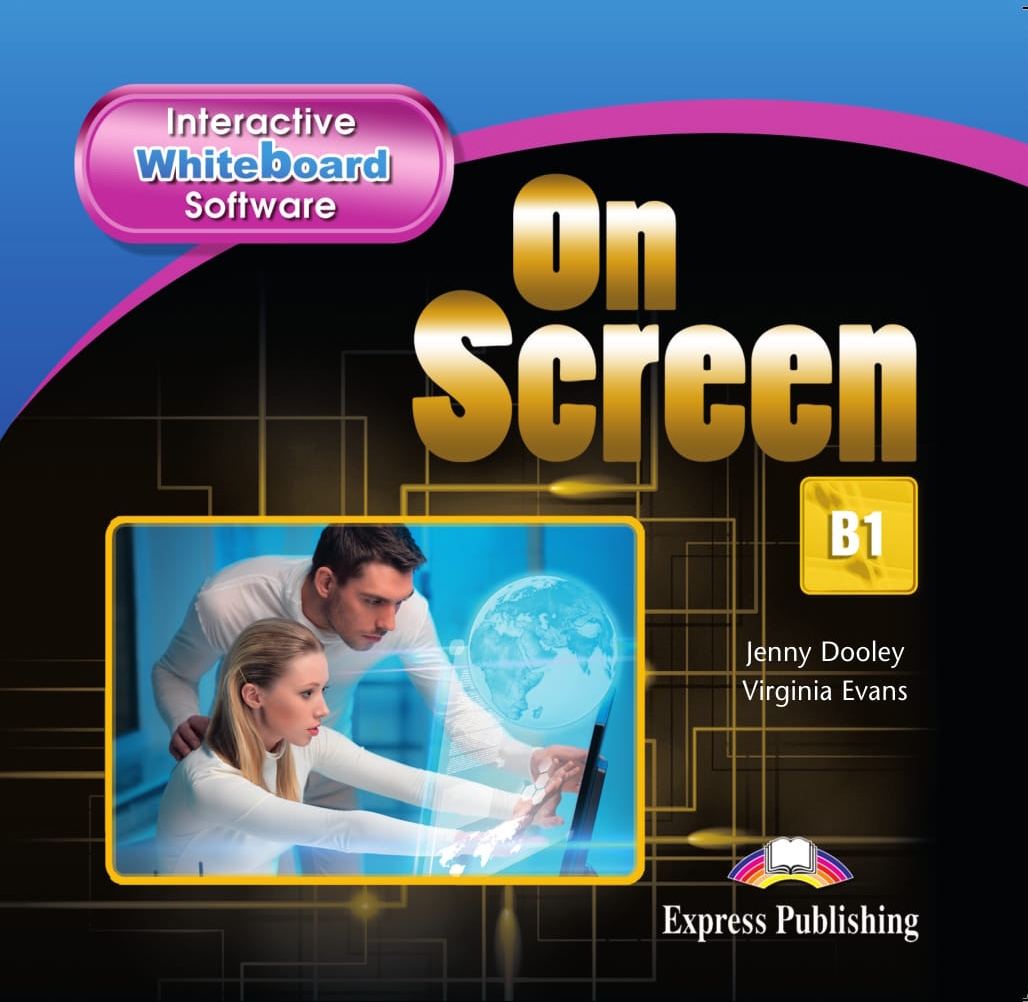 Interactive
Whiteboard
Software
On
Screen
B1
Jenny Dooley
Virginia Evans
Express Publishing